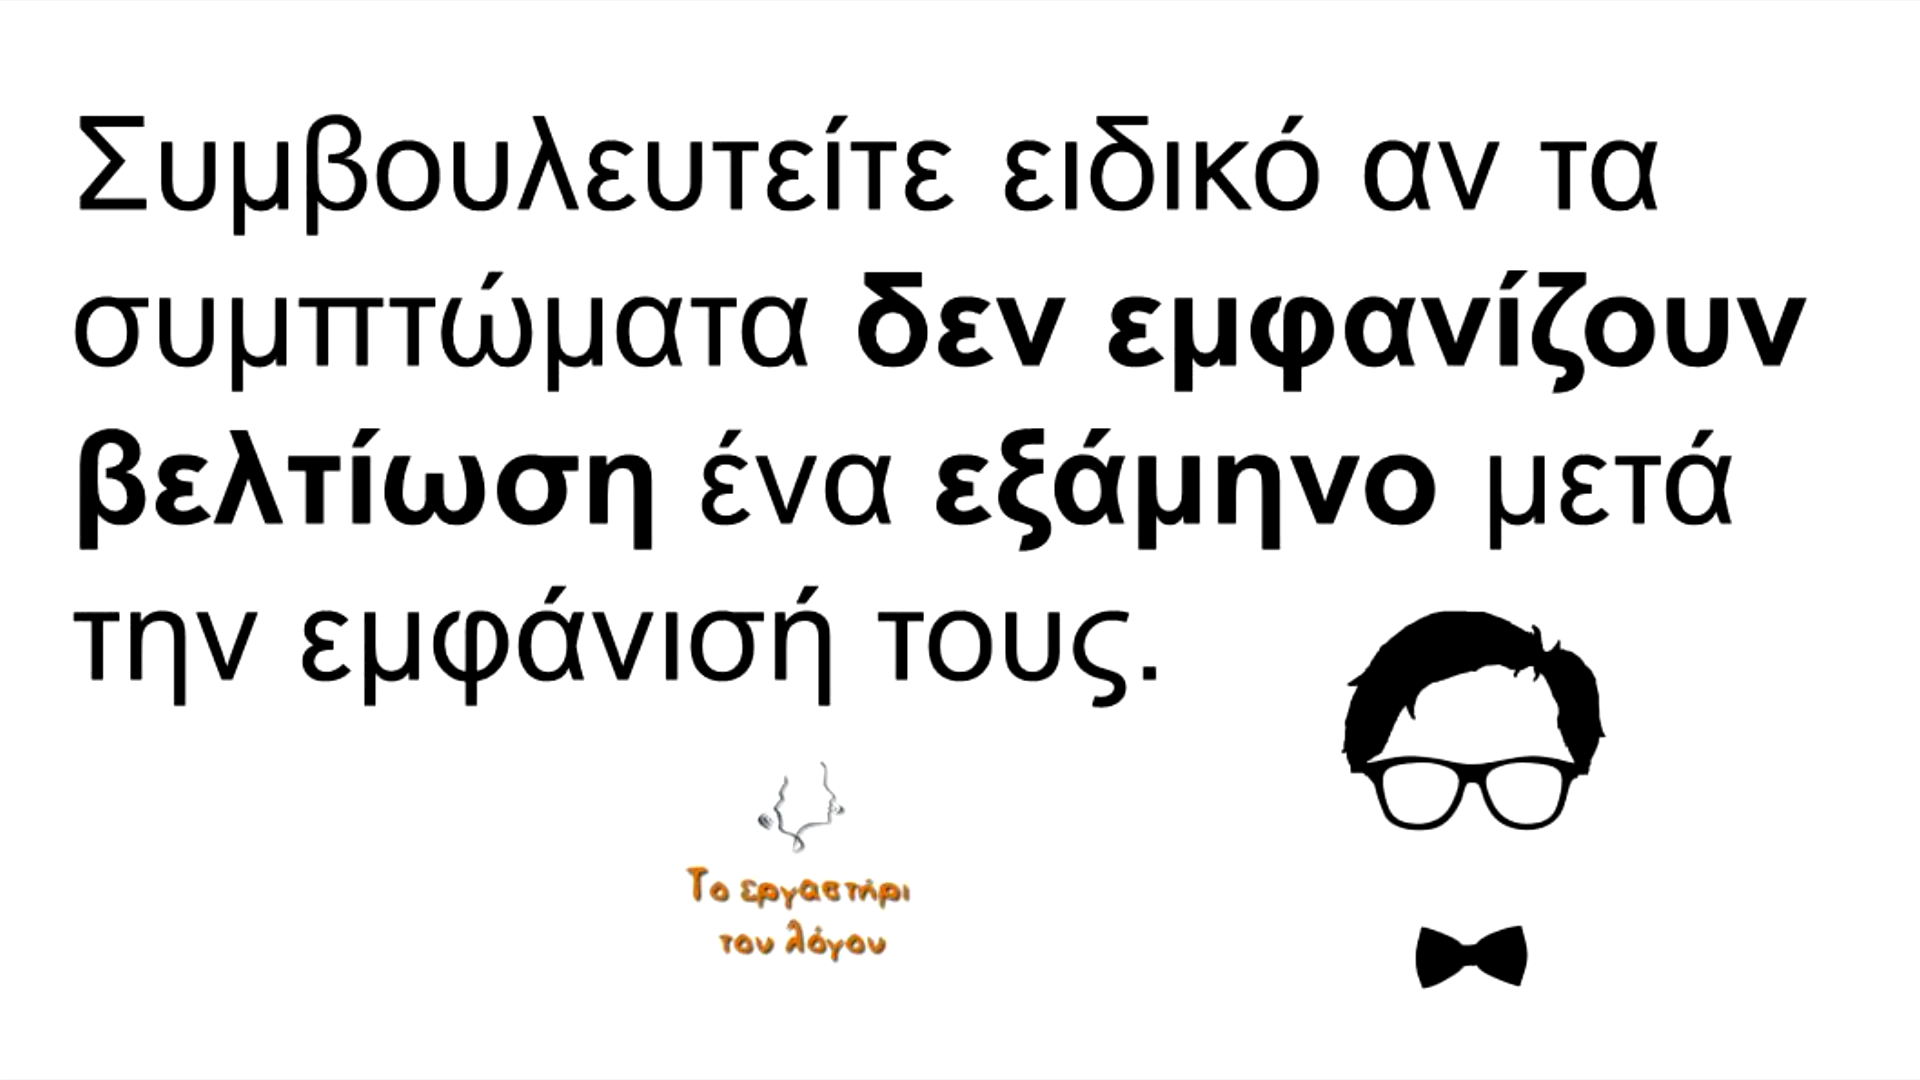 Συμβουλευτείτε ειδικό αν τα
συμπτώματα δεν εμφανίζουν
βελτίωση ένα εξάμηνο μετά
την εμφάνισή τους.
Το εργαστήρι
του λόγου